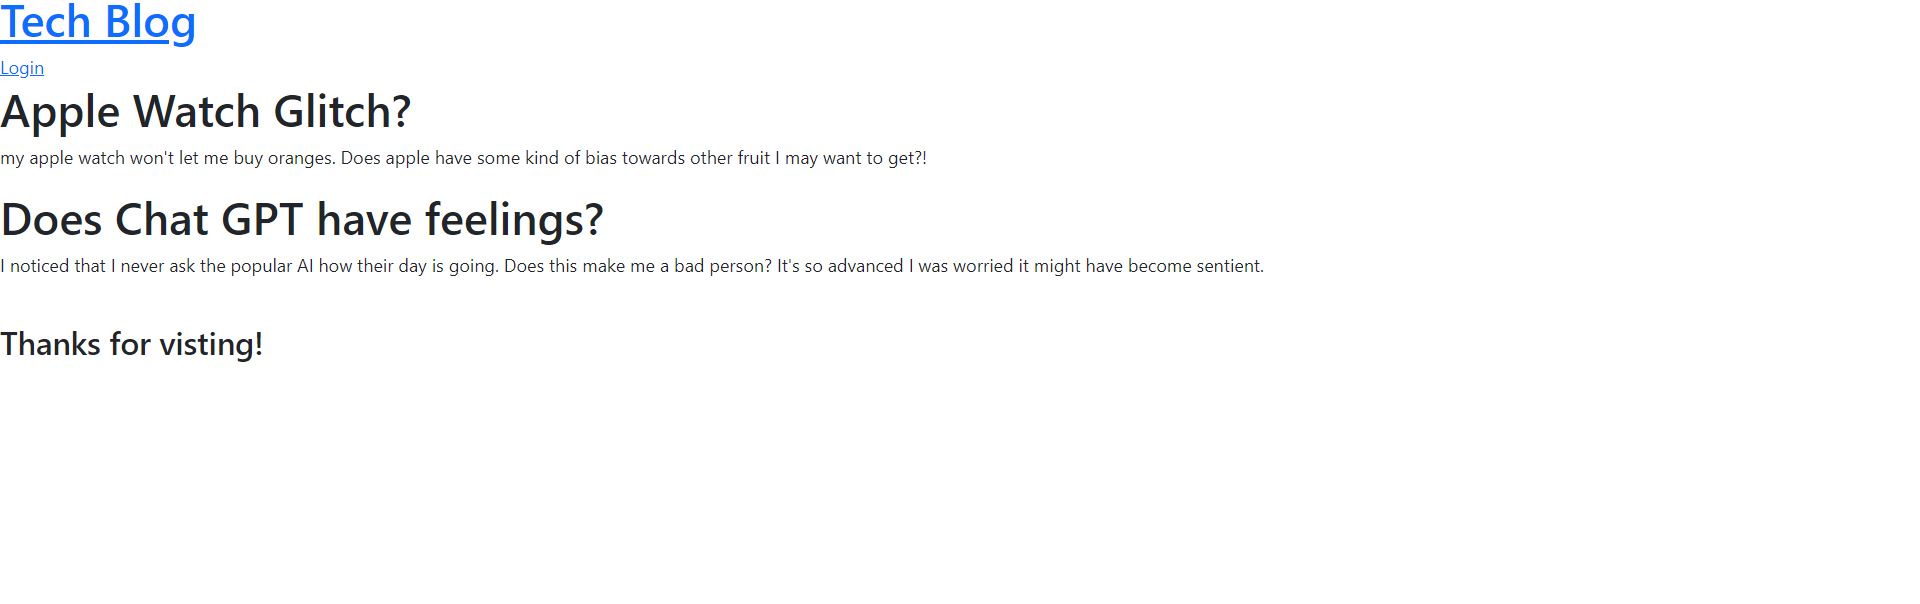 Tech Blog
Login
Apple Watch Glitch?
my apple watch won't let me buy oranges. Does apple have some kind of bias towards other fruit I may want to get?!
Does Chat GPT have feelings?
I noticed that I never ask the popular AI how their day is going. Does this make me a bad person? It's so advanced I was worried it might have become sentient.
Thanks for visting!